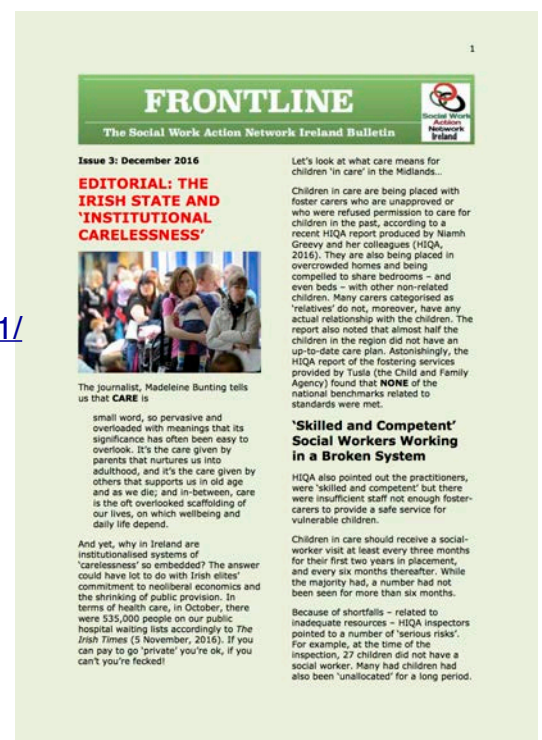 1
FRONTLINE
The Social Work Action Network Ireland Bulletin
Social Work
Action
Network
Ireland
1/
Issue 3: December 2016
EDITORIAL: THE
IRISH STATE AND
‘INSTITUTIONAL
CARELESSNESS’
The journalist, Madeleine Bunting tells
us that CARE is
small word, so pervasive and
overloaded with meanings that its
significance has often been easy to
overlook. It’s the care given by
parents that nurtures us into
adulthood, and it’s the care given by
others that supports us in old age
and as we die; and in-between, care
is the oft overlooked scaffolding of
our lives, on which wellbeing and
daily life depend.
And yet, why in Ireland are
institutionalised systems of
‘carelessness’ so embedded? The answer
could have lot to do with Irish elites’
commitment to neoliberal economics and
the shrinking of public provision. In
terms of health care, in October, there
were 535,000 people on our public
hospital waiting lists accordingly to The
Irish Times (5 November, 2016). If you
can pay to go ‘private’ you’re ok, if you
can’t you’re fecked!
Let’s look at what care means for
children ‘in care’ in the Midlands…
Children in care are being placed with
foster carers who are unapproved or
who were refused permission to care for
children in the past, according to a
recent HIQA report produced by Niamh
Greevy and her colleagues (HIQA,
2016). They are also being placed in
overcrowded homes and being
compelled to share bedrooms – and
even beds – with other non-related
children. Many carers categorised as
‘relatives’ do not, moreover, have any
actual relationship with the children. The
report also noted that almost half the
children in the region did not have an
up-to-date care plan. Astonishingly, the
HIQA report of the fostering services
provided by Tusla (the Child and Family
Agency) found that NONE of the
national benchmarks related to
standards were met.
‘Skilled and Competent’
Social Workers Working
in a Broken System
HIQA also pointed out the practitioners,
were ‘skilled and competent’ but there
were insufficient staff not enough foster-
carers to provide a safe service for
vulnerable children.
Children in care should receive a social-
worker visit at least every three months
for their first two years in placement,
and every six months thereafter. While
the majority had, a number had not
been seen for more than six months.
Because of shortfalls – related to
inadequate resources – HIQA inspectors
pointed to a number of ‘serious risks’.
For example, at the time of the
inspection, 27 children did not have a
social worker. Many had children had
also been ‘unallocated’ for a long period.